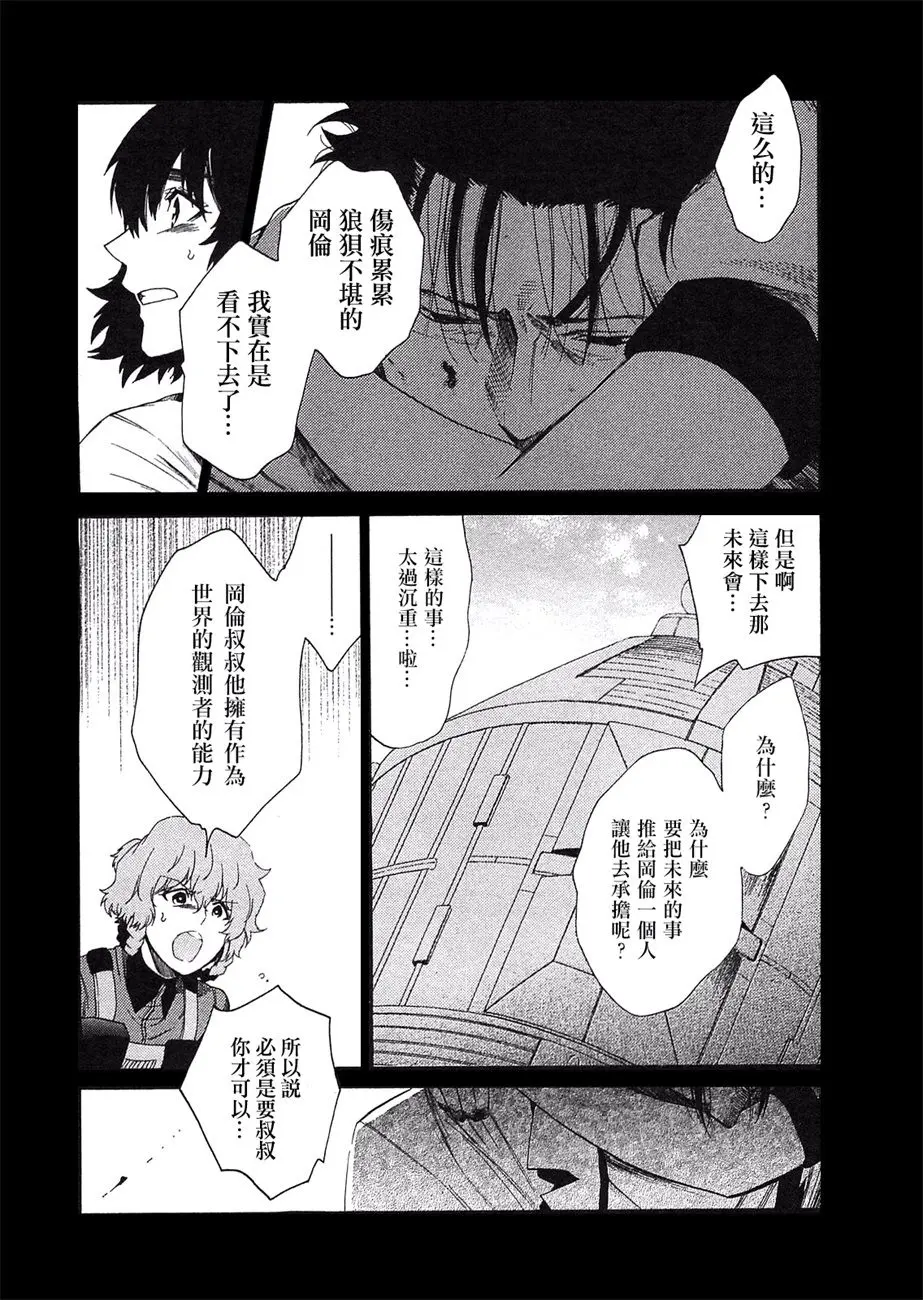 這么的…
傷痕累累
狼狽不堪的
岡倫
我實在是
看不下去了…
但是啊
這樣下去那
未來會…
為什麼？
為什麼
要把未來的事
推給岡倫一個人
讓他去承擔呢？
這樣的事…
太過沉重…啦…
——…
岡倫叔叔他擁有作為
世界的觀測者的能力
所以説
必須是要叔叔
你才可以…